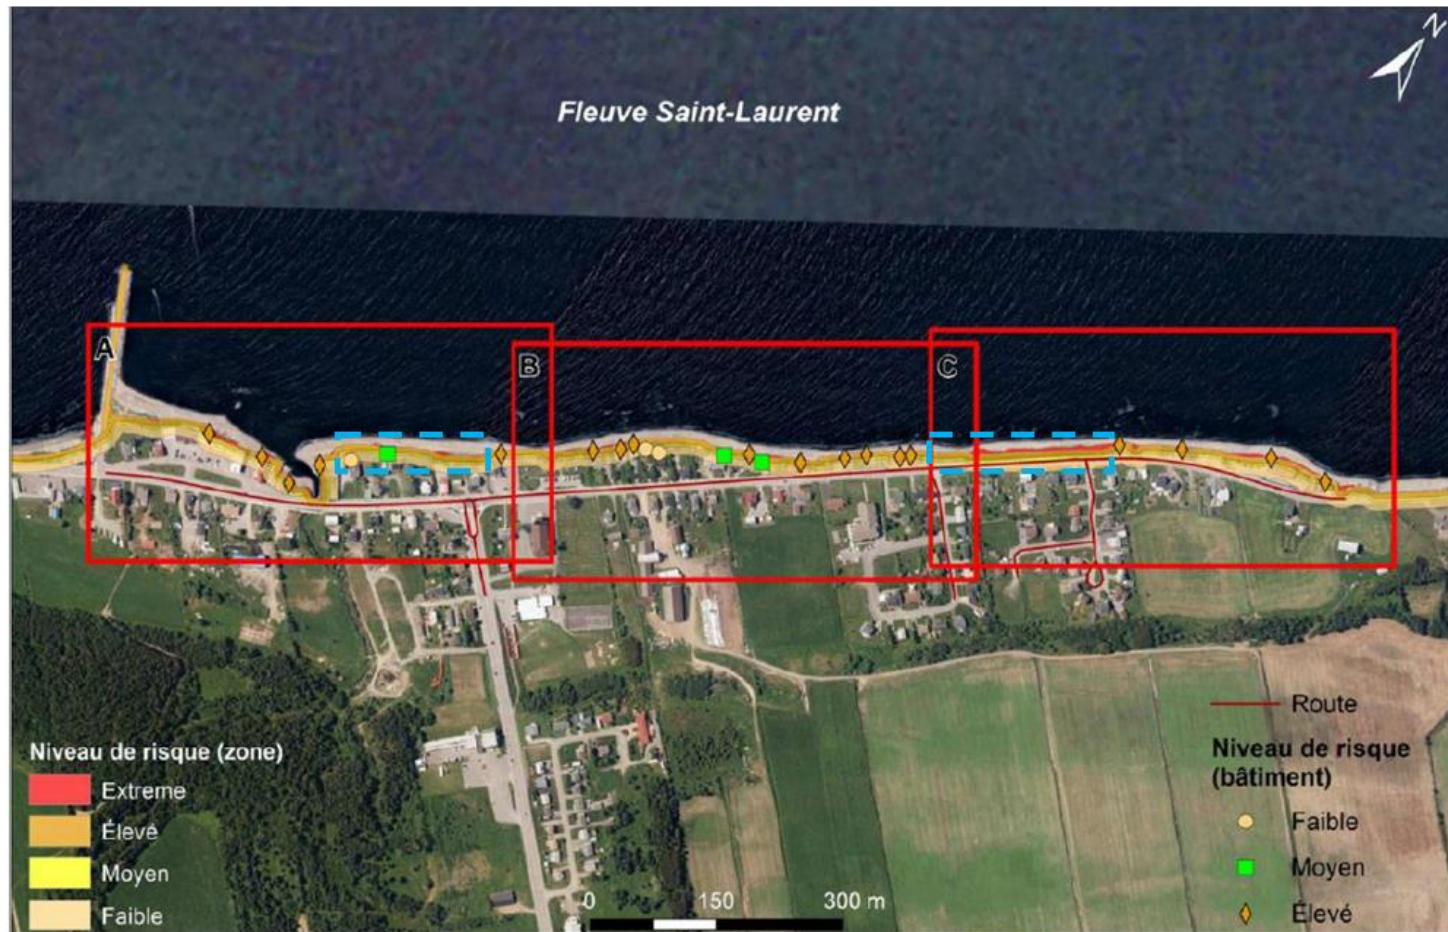 N
Fleuve Saint-Laurent
A
B
C
Niveau de risque (zone)
Extreme
Élevé
Moyen
Faible
0 150 300 m
Route
Niveau de risque
(bâtiment)
Faible
Moyen
Élevé